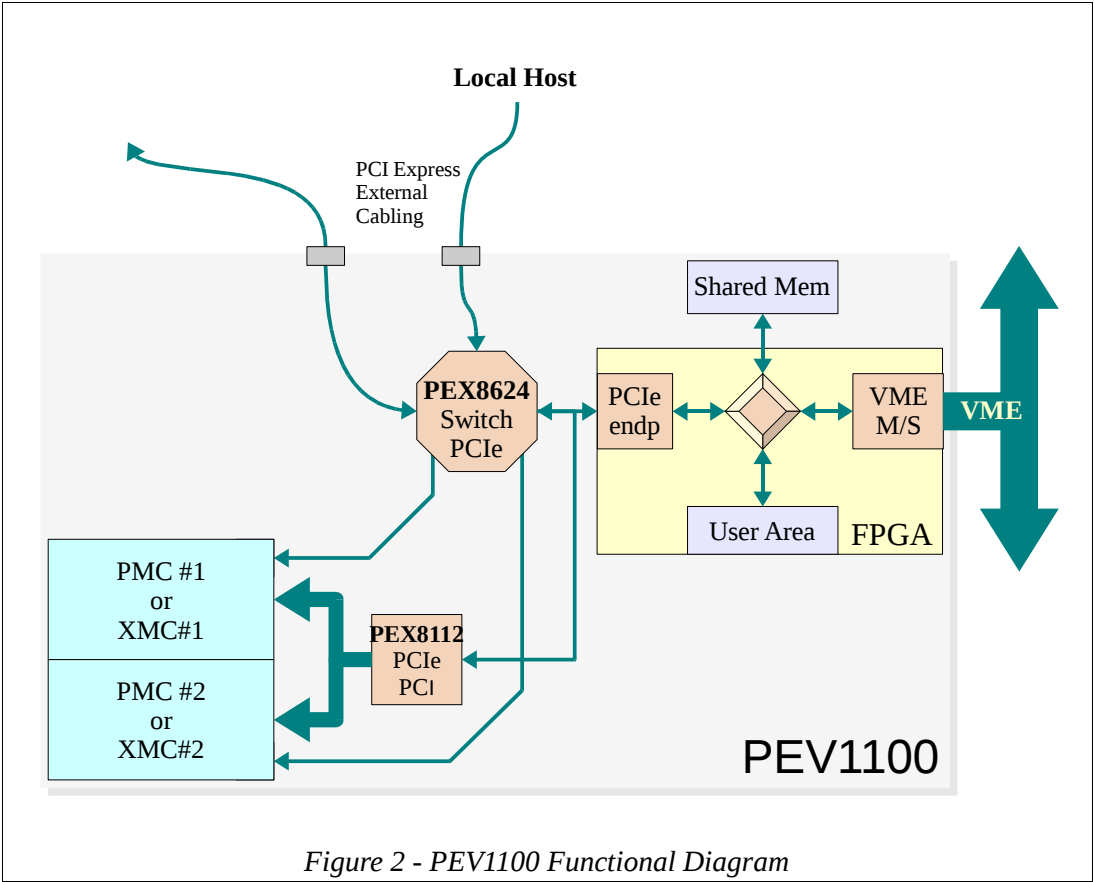 Local Host
PCI Express
External
Cabling
Shared Mem
PEX8624
Switch
PCIe
PCIe
endp
VME
M/S
VME
User Area
FPGA
PMC #1
or
XMC#1
PEX8112
PCIe
PCI
PMC #2
or
XMC#2
PEV1100
Figure 2 - PEV1100 Functional Diagram